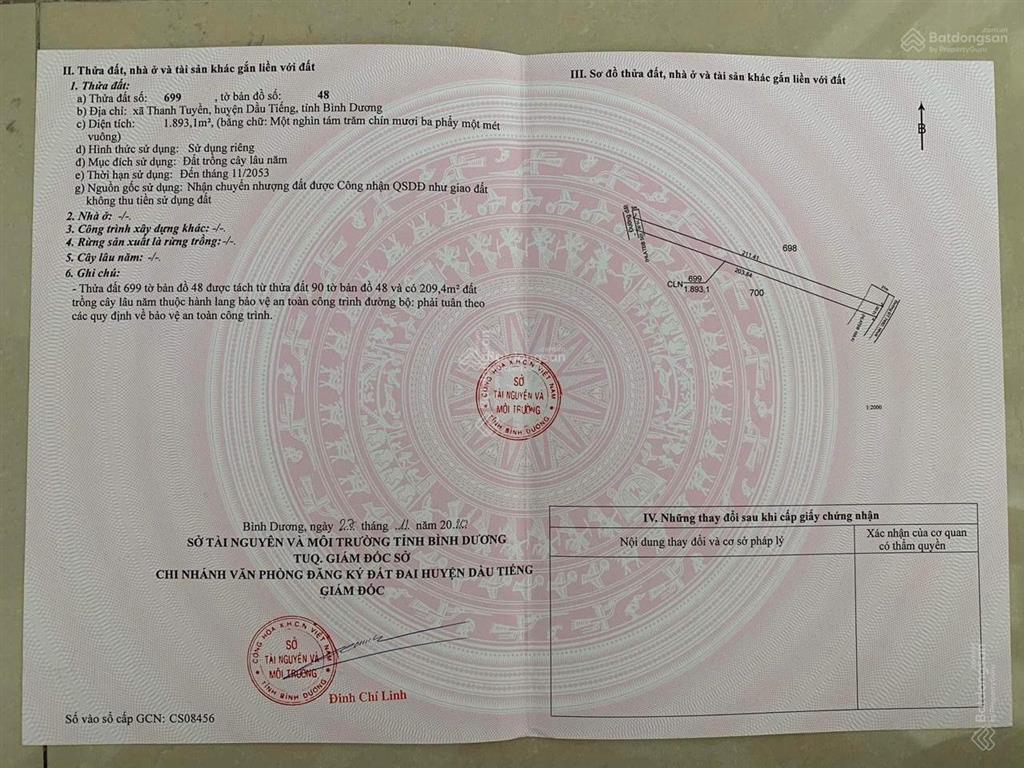 II. Thửa đất, nhà ở và tài sản khác gắn liền với đất
1. Thửa đất:
a) Thửa đất số: 699 , tờ bản đồ số: 48
b) Địa chỉ: xã Thanh Tuyền, huyện Dầu Tiếng, tỉnh Bình Dương
c) Diện tích: 1.893,1m², (bằng chữ: Một nghìn tám trăm chín mươi ba phẩy một mét
vuông)
d) Hình thức sử dụng: Sử dụng riêng
đ) Mục đích sử dụng: Đất trồng cây lâu năm
e) Thời hạn sử dụng: Đến tháng 11/2053
g) Nguồn gốc sử dụng: Nhận chuyển nhượng đất được Công nhận QSDĐ như giao đất
không thu tiền sử dụng đất
2. Nhà ở: -/-.
3. Công trình xây dựng khác: -/-.
4. Rừng sản xuất là rừng trồng:-/-.
5. Cây lâu năm: -/-.
6. Ghi chú:
- Thửa đất 699 tờ bản đồ 48 được tách từ thửa đất 90 tờ bản đồ 48 và có 209,4m² đất
trồng cây lâu năm thuộc hành lang bảo vệ an toàn công trình đường bộ: phải tuân theo
các quy định về bảo vệ an toàn công trình.
CỘNG HÒA X.H.C.N VIỆT NAM
SỞ
TÀI NGUYÊN VÀ
MÔI TRƯỜNG
TỈNH BÌNH DƯƠNG
Bình Dương, ngày tháng 11 năm 20
SỞ TÀI NGUYÊN VÀ MÔI TRƯỜNG TỈNH BÌNH DƯƠNG
TUQ. GIÁM ĐỐC SỞ
CHI NHÁNH VĂN PHÒNG ĐĂNG KÝ ĐẤT ĐAI HUYỆN DẦU TIẾNG
GIÁM ĐỐC
CỘNG HÒA X.H.C.N VIỆT NAM
SỞ
TÀI NGUYÊN VÀ
MÔI TRƯỜNG
TỈNH BÌNH DƯƠNG
Đinh Chí Linh
Số vào sổ cấp GCN: CS08456
III. Sơ đồ thửa đất, nhà ở và tài sản khác gắn liền với đất
B
698
211.41
203.84
CLN 699
1.893,1
700
1:2000
IV. Những thay đổi sau khi cấp giấy chứng nhận
Nội dung thay đổi và cơ sở pháp lý
Xác nhận của cơ quan
có thẩm quyền
Batdongsan
.com.vn
by PropertyGuru